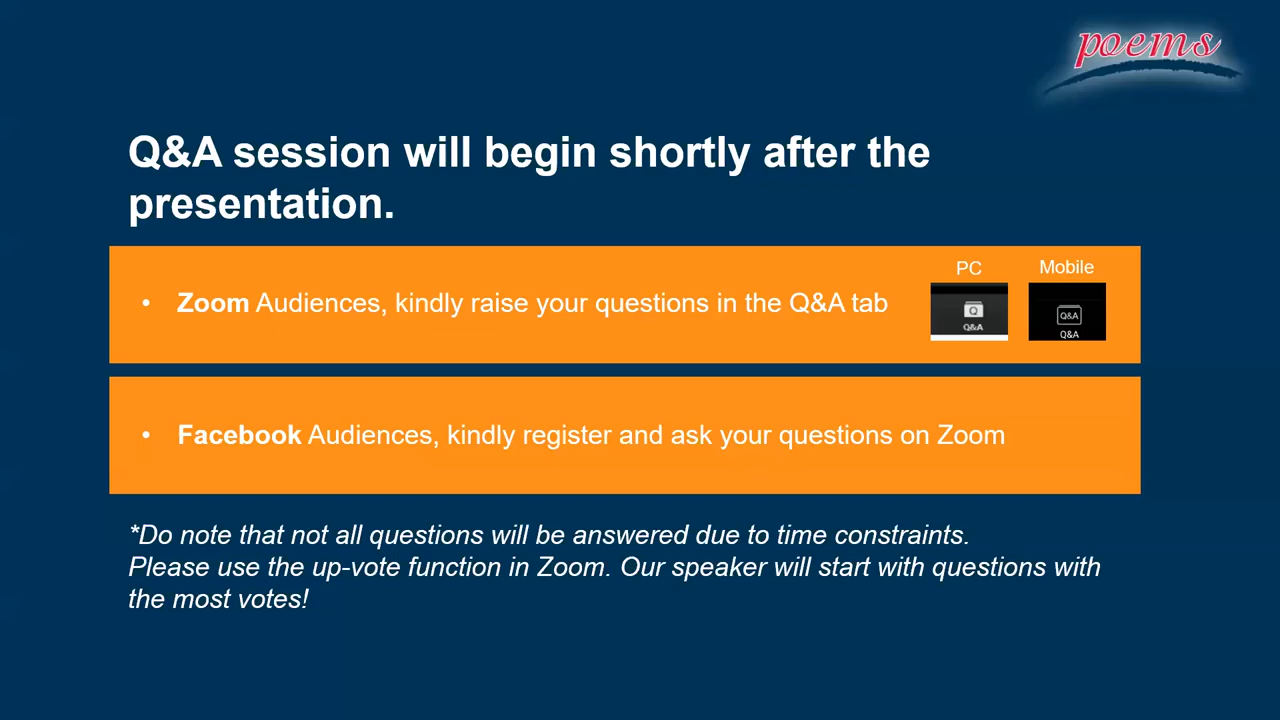 poems
Q&A session will begin shortly after the
presentation.
PC
Mobile
• Zoom Audiences, kindly raise your questions in the Q&A tab
Q
Q&A
Q&A
Q&A
• Facebook Audiences, kindly register and ask your questions on Zoom
*Do note that not all questions will be answered due to time constraints.
Please use the up-vote function in Zoom. Our speaker will start with questions with
the most votes!